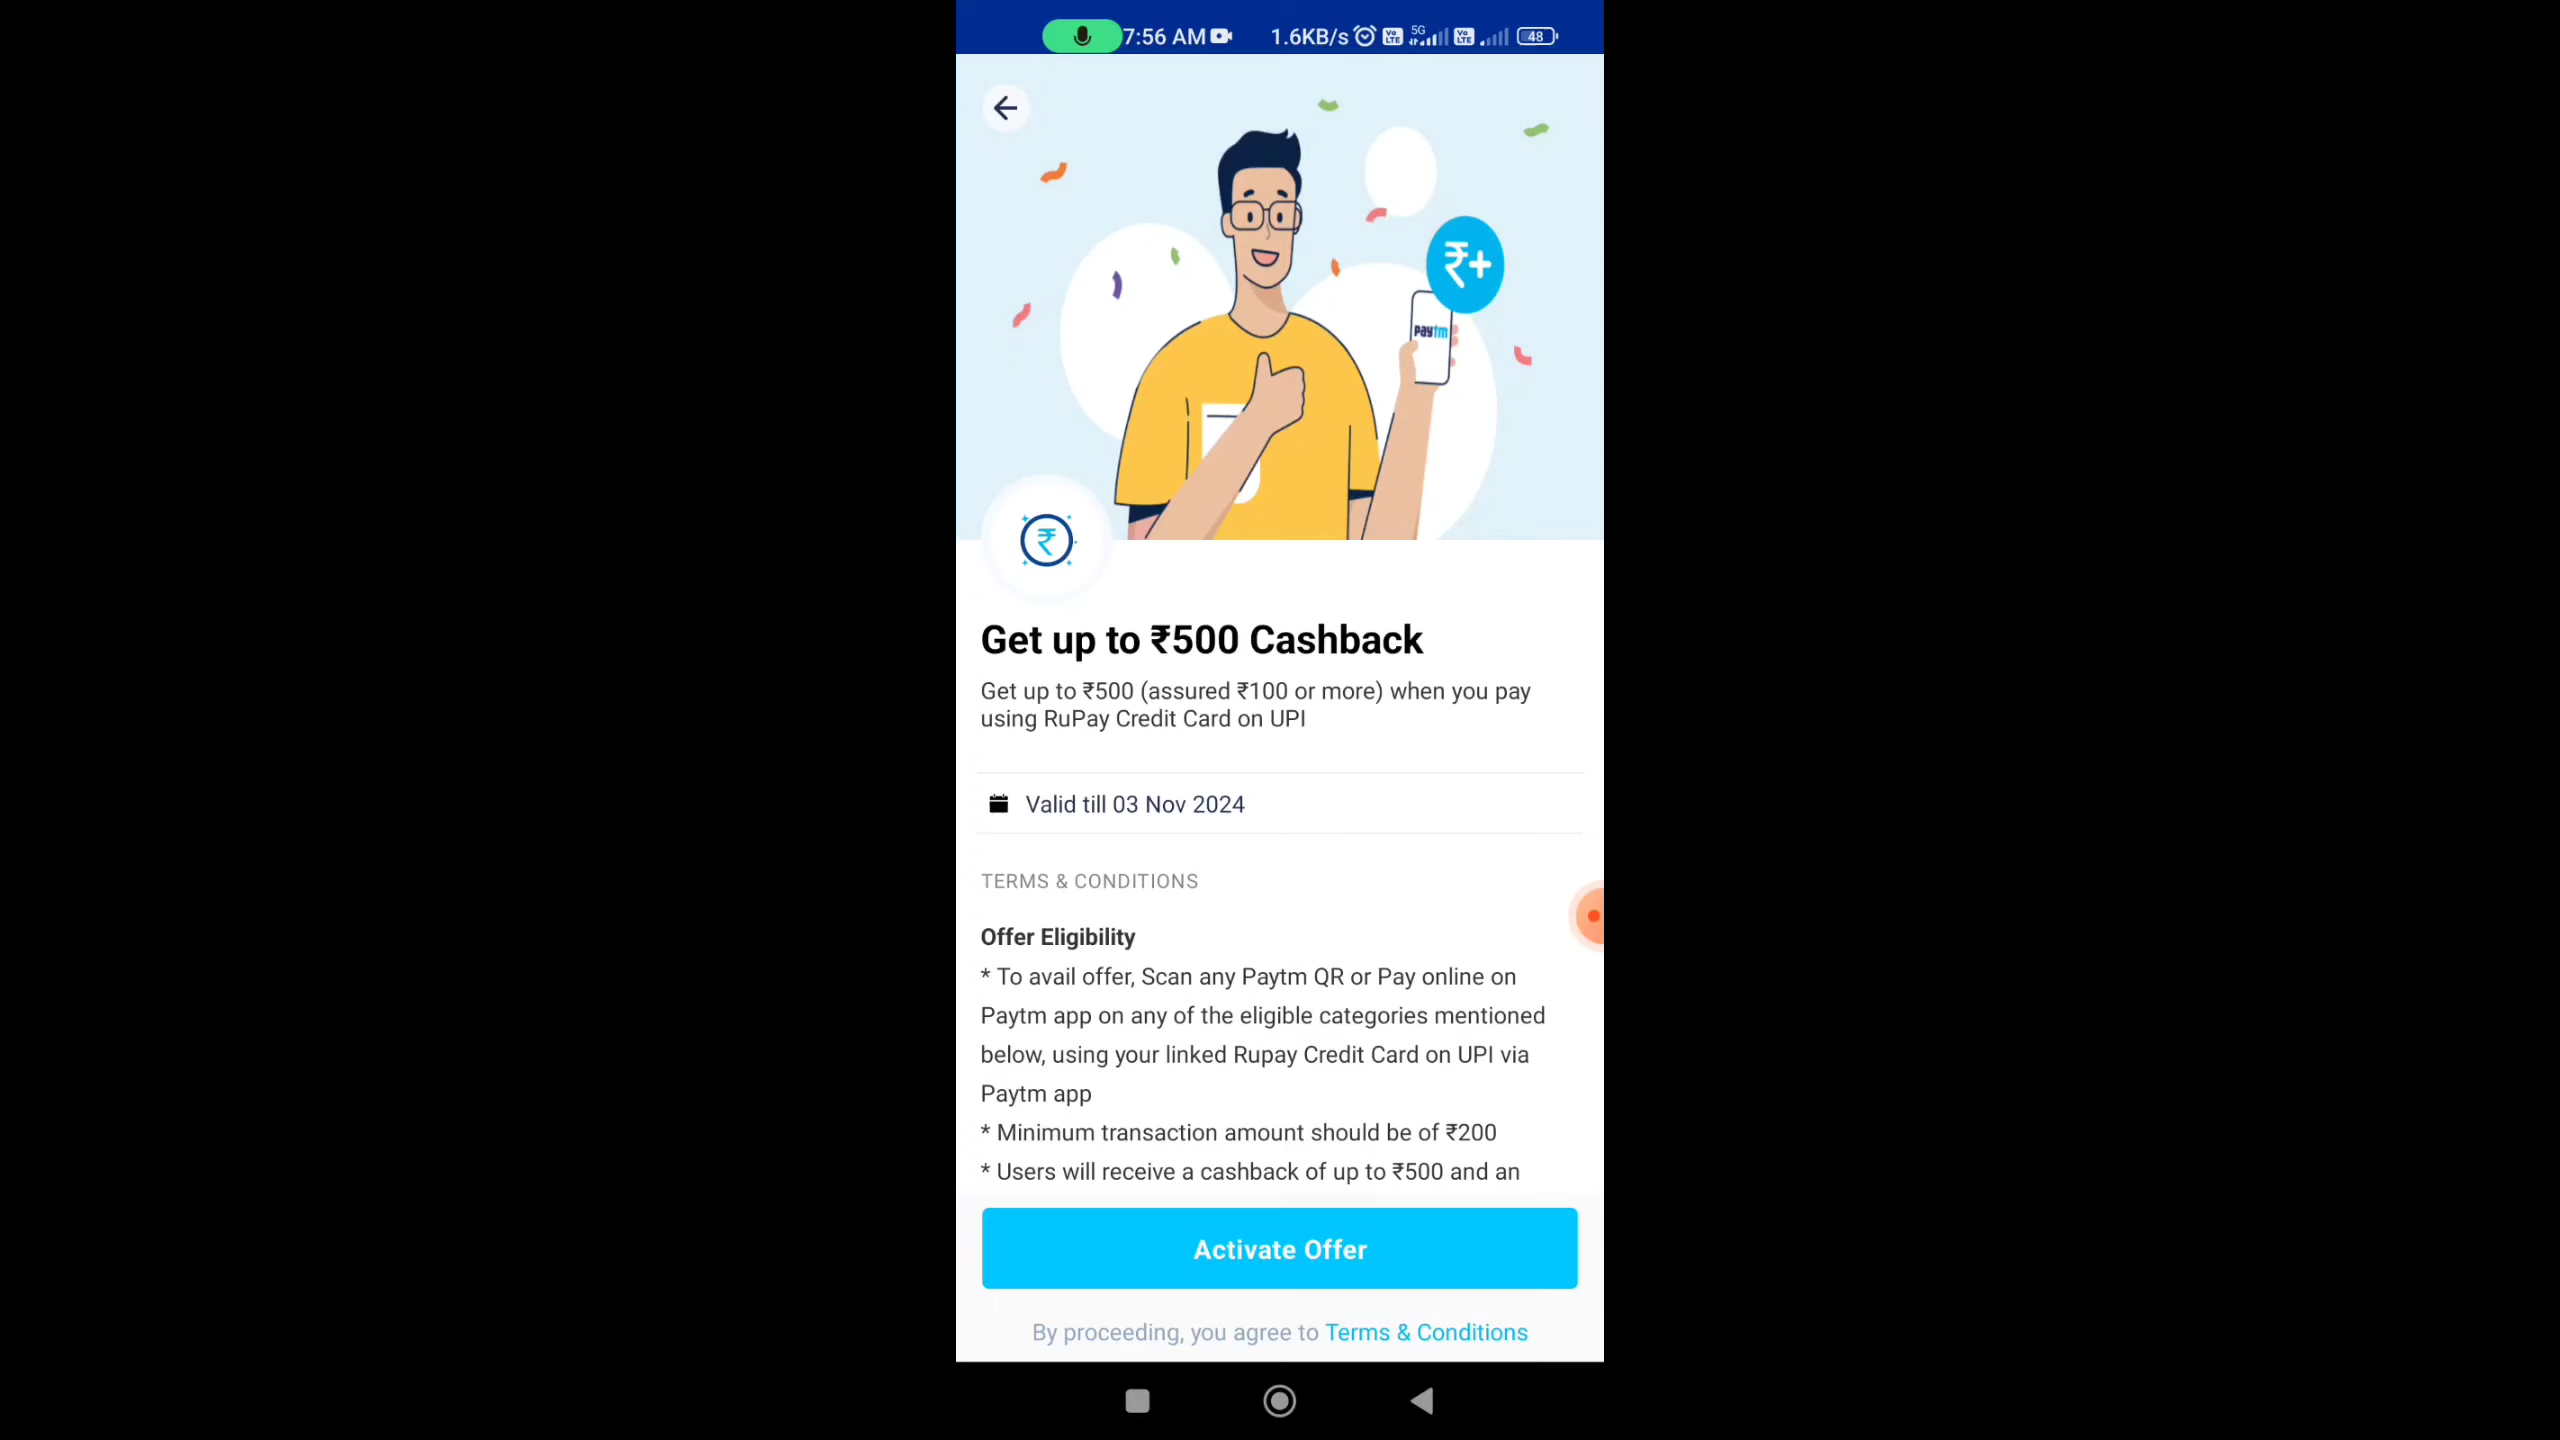 7:56 AM 1.6KB/s Vo LTE 5G Vo LTE 48
₹+
paytm
₹
Get up to ₹500 Cashback
Get up to ₹500 (assured ₹100 or more) when you pay
using RuPay Credit Card on UPI
Valid till 03 Nov 2024
TERMS & CONDITIONS
Offer Eligibility
* To avail offer, Scan any Paytm QR or Pay online on
Paytm app on any of the eligible categories mentioned
below, using your linked Rupay Credit Card on UPI via
Paytm app
* Minimum transaction amount should be of ₹200
* Users will receive a cashback of up to ₹500 and an
Activate Offer
By proceeding, you agree to Terms & Conditions